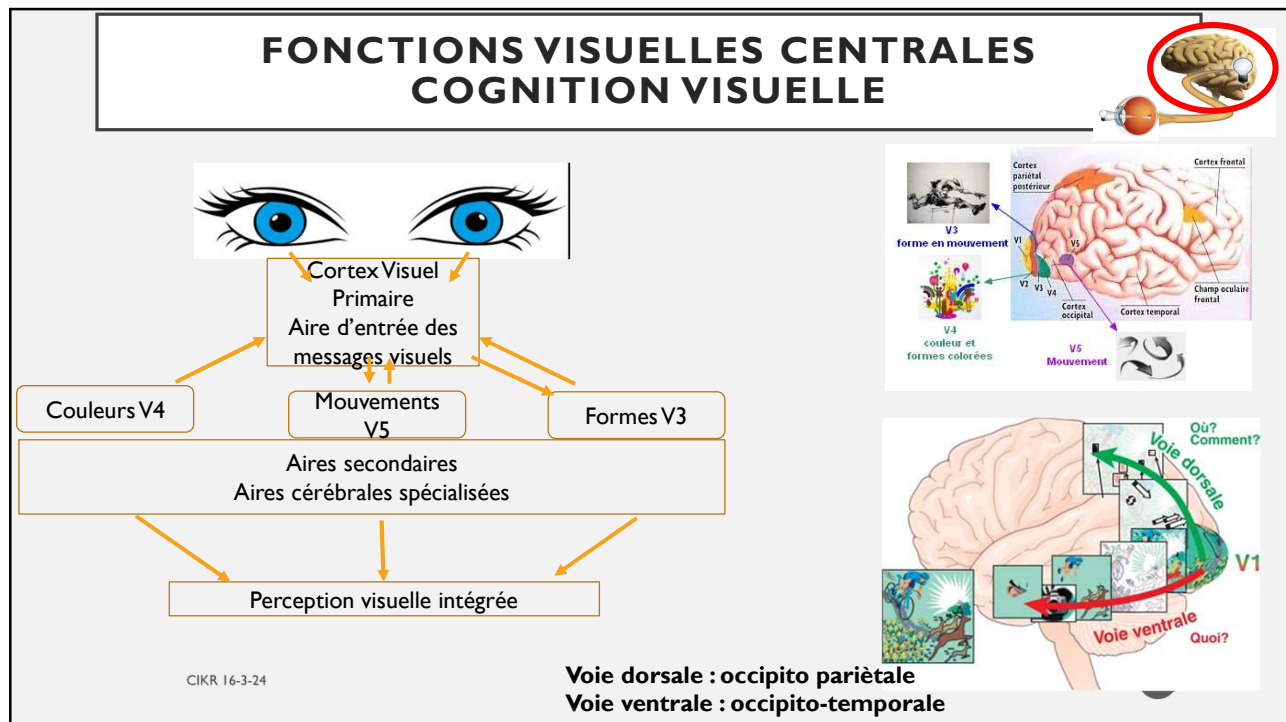 FONCTIONS VISUELLES CENTRALES
COGNITION VISUELLE
Cortex Visuel
Primaire
Aire d'entrée des
messages visuels
Couleurs V4
Mouvements
V5
Formes V3
Aires secondaires
Aires cérébrales spécialisées
Perception visuelle intégrée
CIKR 16-3-24
Cortex
pariétal
postérieur
Cortex frontal
V3
forme en mouvement
V1
V2
V3
V4
V5
Cortex
occipital
Cortex temporal
Champ oculaire
frontal
V4
couleur et
formes colorées
V5
Mouvement
Où?
Comment?
Voie dorsale
V1
Voie ventrale
Quoi?
Voie dorsale : occipito pariètale
Voie ventrale : occipito-temporale